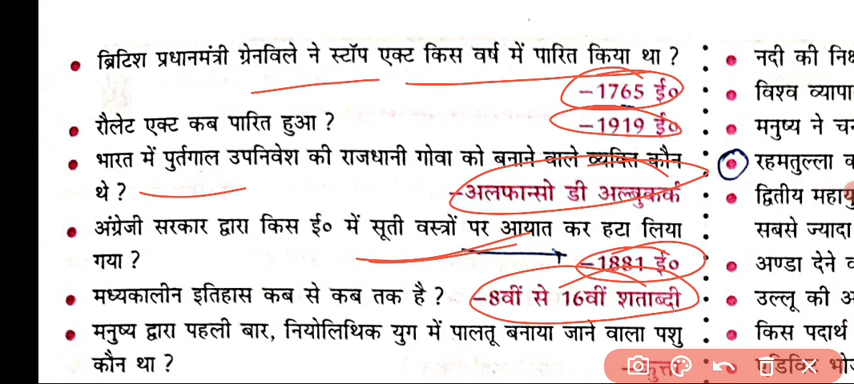 ब्रिटिश प्रधानमंत्री ग्रेनविले ने स्टॉप एक्ट किस वर्ष में पारित किया था ?
–1765 ई०
रौलेट एक्ट कब पारित हुआ ?
–1919 ई०
भारत में पुर्तगाल उपनिवेश की राजधानी गोवा को बनाने वाले व्यक्ति कौन
थे ?
–अलफान्सो डी अल्बुकर्क
अंग्रेजी सरकार द्वारा किस ई० में सूती वस्त्रों पर आयात कर हटा लिया
गया ?
–1881 ई०
मध्यकालीन इतिहास कब से कब तक है ?
–8वीं से 16वीं शताब्दी
मनुष्य द्वारा पहली बार, नियोलिथिक युग में पालतू बनाया जाने वाला पशु
कौन था ?
–कुत्ता
नदी की
विश्व
मनुष्य ने
रहमतुल्ला
द्वितीय
सबसे ज्यादा
अण्डा देने
उल्लू की
किस पदार्थ